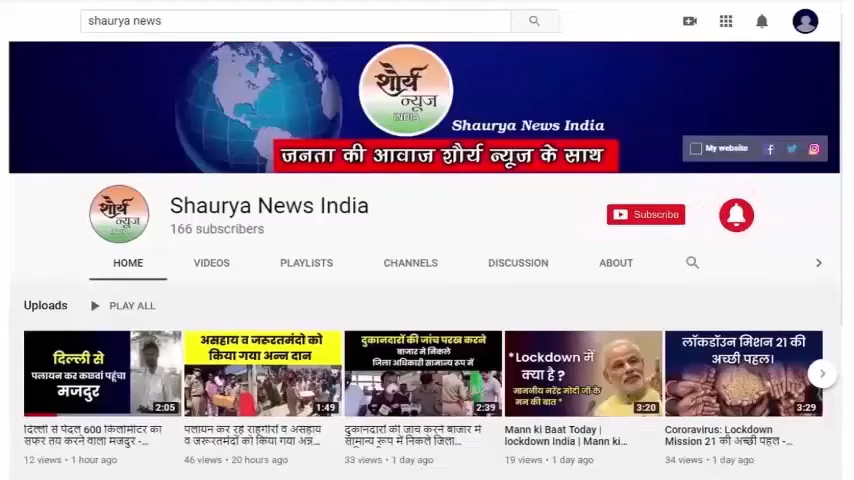 shaurya news
शौर्य
न्यूज
INDIA
Shaurya News India
जनता की आवाज शौर्य न्यूज के साथ
My website
शौर्य
न्यूज
Shaurya News India
166 subscribers
Subscribe
HOME VIDEOS PLAYLISTS CHANNELS DISCUSSION ABOUT
Uploads PLAY ALL
दिल्ली से
पलायन कर कछवां पहुंचा
मजदुर
2:05
असहाय व जरूरतमंदो को
किया गया अन्न दान
1:49
दुकानदारों की जांच परख करने
बाजार मे निकले
जिला अधिकारी सामान्य रूप में
2:39
"Lockdown में
क्या है ?
माननीय नरेंद्र मोदी जी के
मन की बात "
3:20
लॉकडॉउन मिशन 21 की
अच्छी पहल।
3:29
दिल्ली से पैदल 600 किलोमीटर का
सफर तय करने वाला मजदुर -...
12 views • 1 hour ago
पलायन कर रहे राहगीरों व असहाय
व जरूरतमंदों को किया गया अन्न...
46 views • 20 hours ago
दुकानदारों की जांच करने बाजार में
सामान्य रूप में निकले जिला...
33 views • 1 day ago
Mann ki Baat Today |
lockdown India | Mann ki...
19 views • 1 day ago
Cororavirus: Lockdown
Mission 21 की अच्छी पहल -...
34 views • 1 day ago